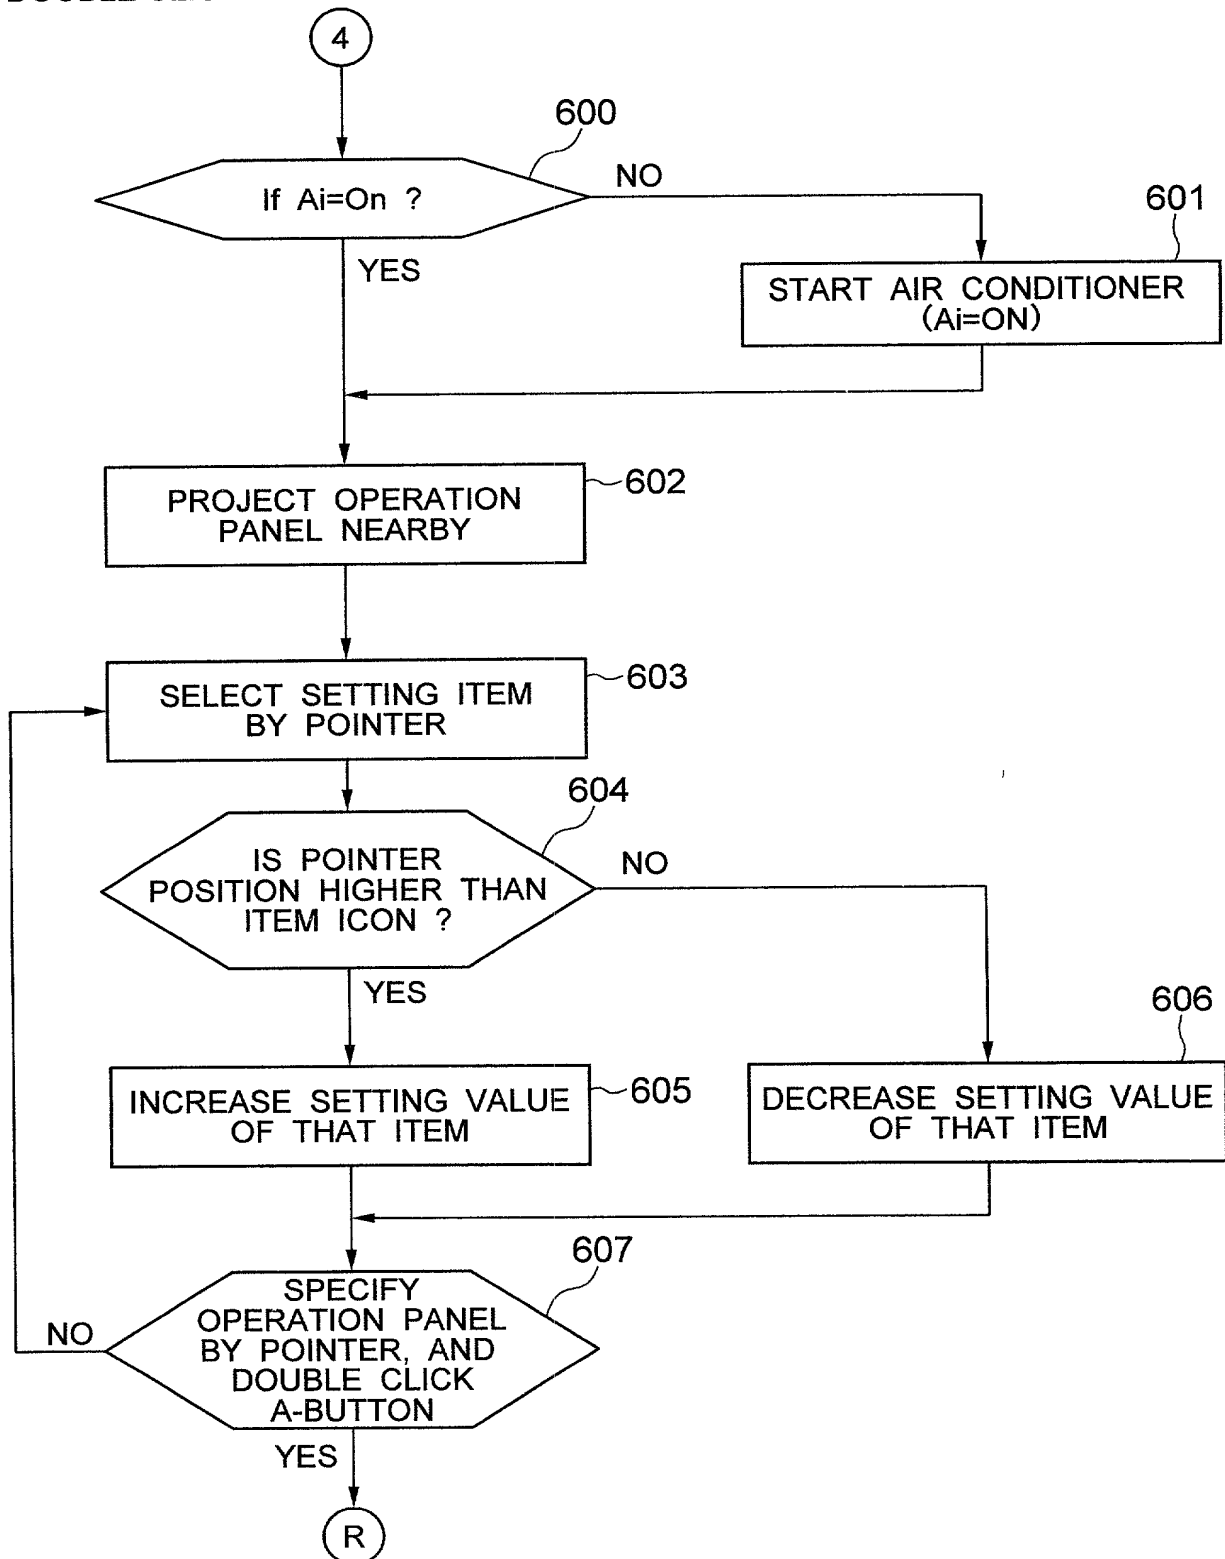 4
600
If Ai=On ?
NO
601
YES
START AIR CONDITIONER
(Ai=ON)
602
PROJECT OPERATION
PANEL NEARBY
603
SELECT SETTING ITEM
BY POINTER
604
IS POINTER
POSITION HIGHER THAN
ITEM ICON ?
NO
YES
606
605
INCREASE SETTING VALUE
OF THAT ITEM
DECREASE SETTING VALUE
OF THAT ITEM
607
SPECIFY
OPERATION PANEL
BY POINTER, AND
DOUBLE CLICK
A-BUTTON
NO
YES
R